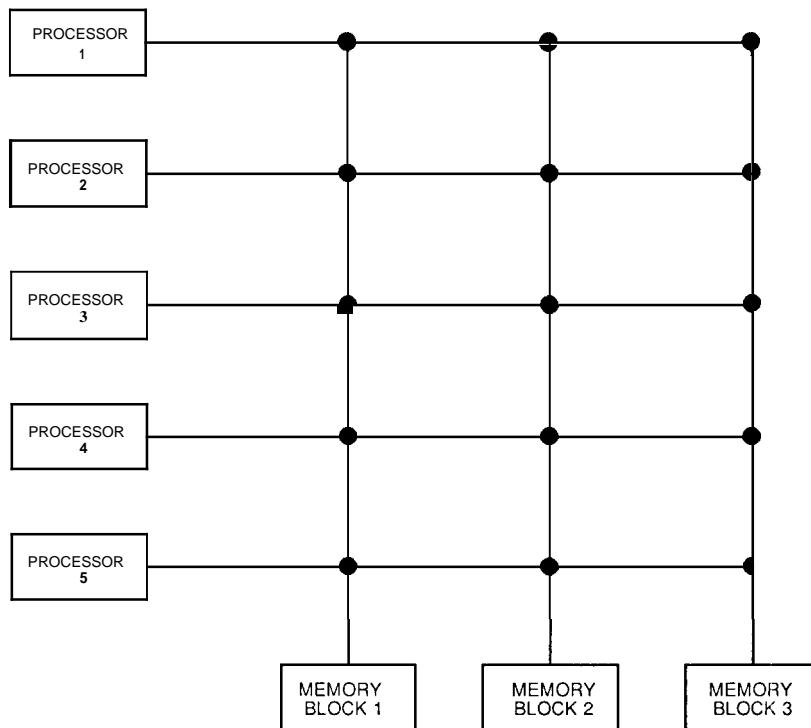 PROCESSOR
1
PROCESSOR
2
PROCESSOR
3
PROCESSOR
4
PROCESSOR
5
MEMORY
BLOCK 1
MEMORY
BLOCK 2
MEMORY
BLOCK 3